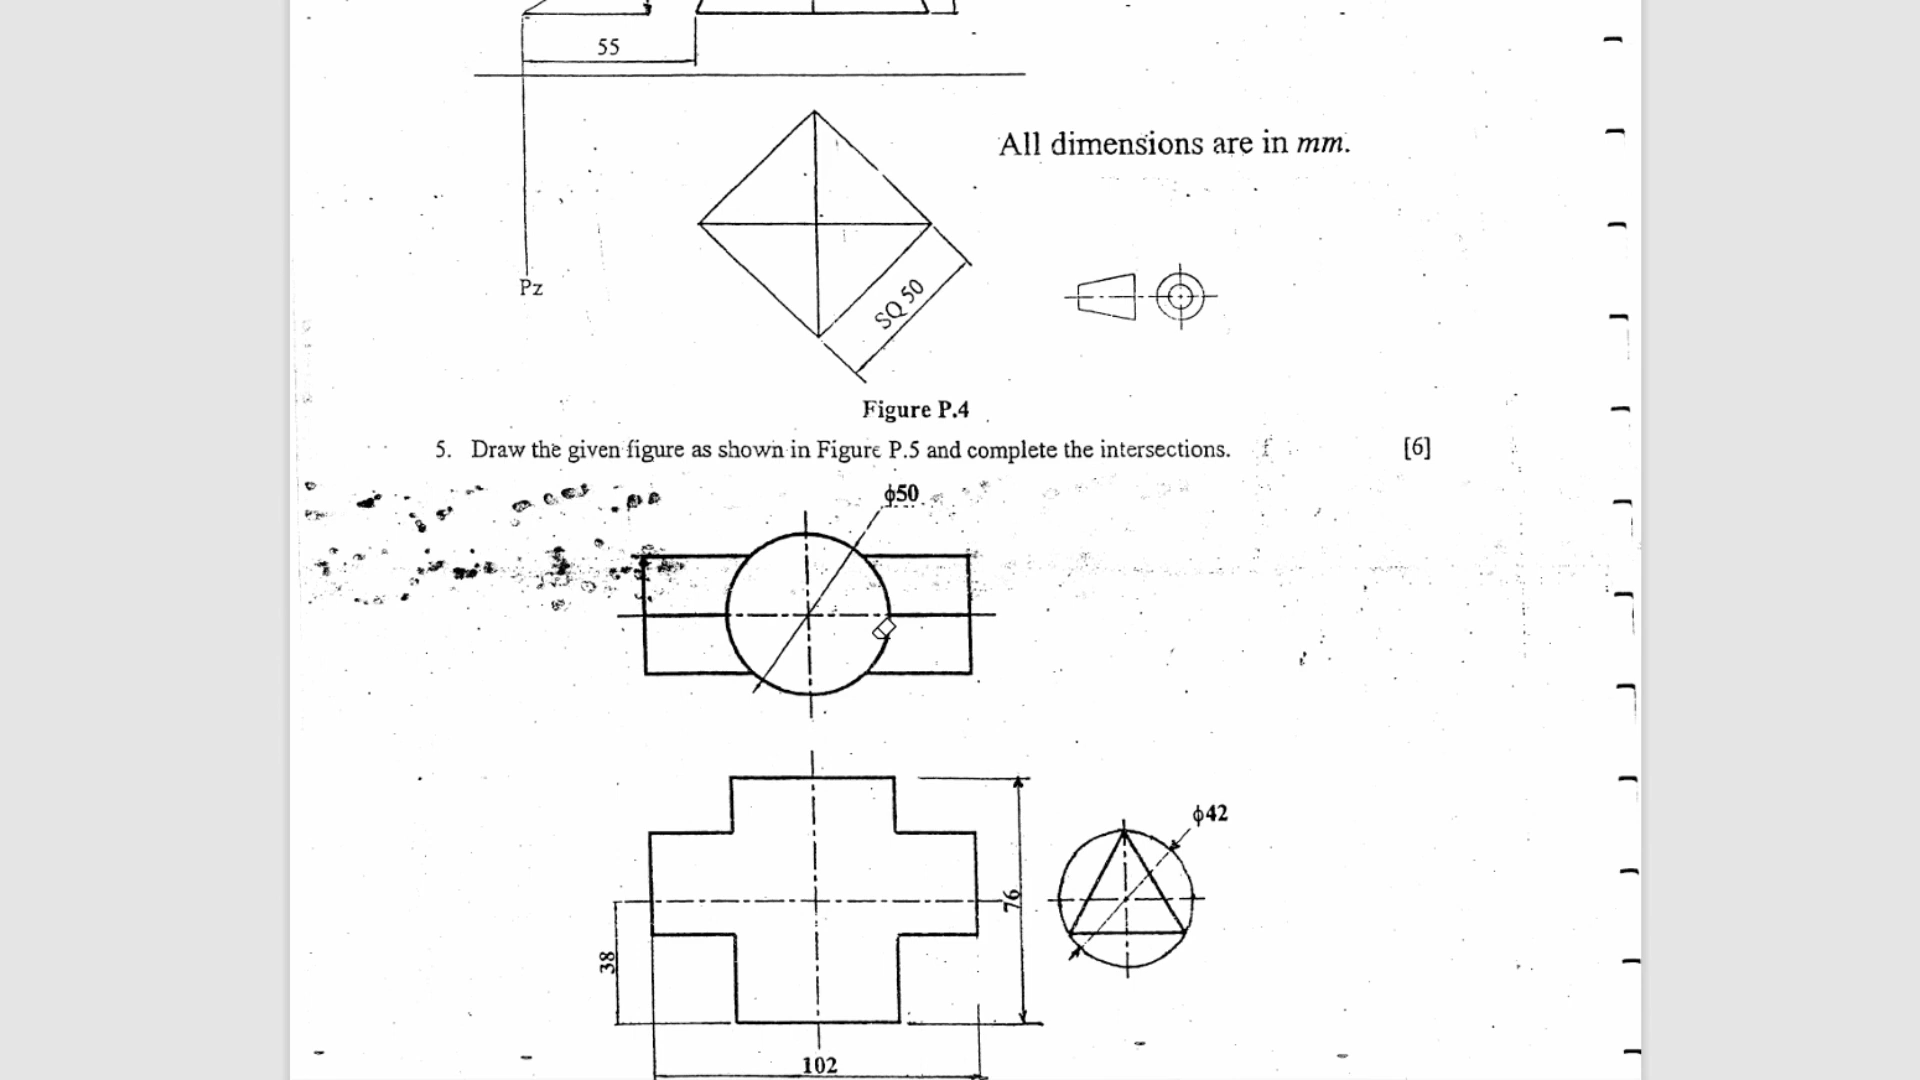 55
All dimensions are in mm.
SQ 50
Pz
Figure P.4
5. Draw the given figure as shown in Figure P.5 and complete the intersections. [6]
ϕ50
ϕ42
76
38
102